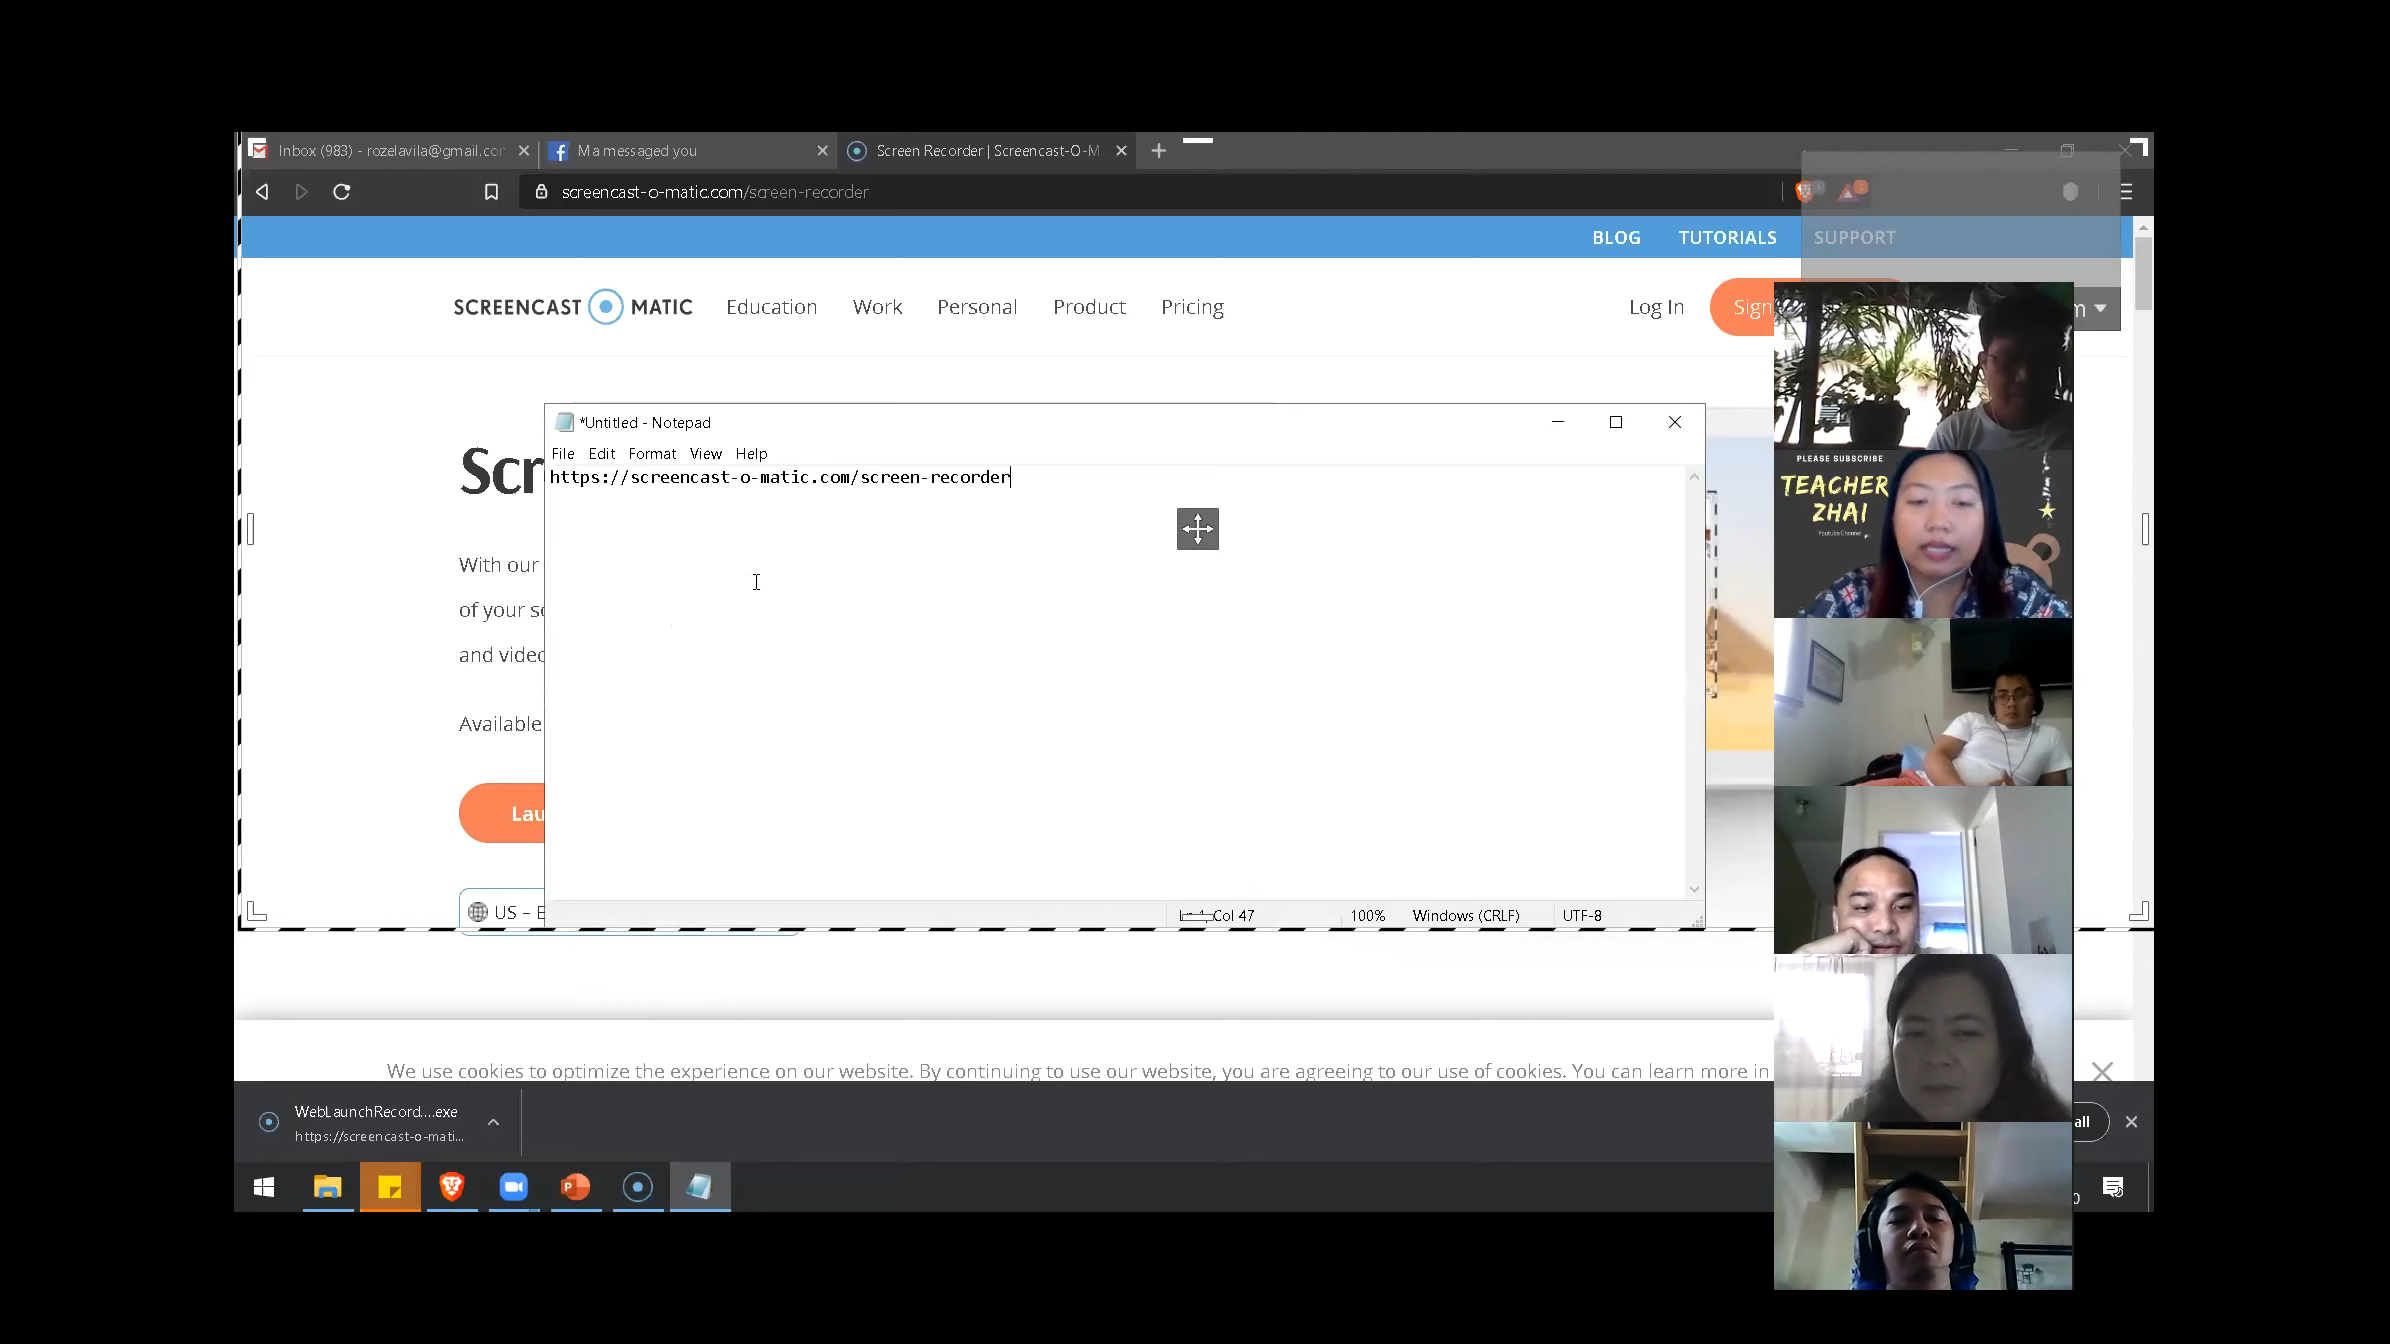 Inbox (983) - rozelavila@gmail.con
Ma messaged you
Screen Recorder | Screencast-O-M
screencast-o-matic.com/screen-recorder
BLOG TUTORIALS SUPPORT
SCREENCAST MATIC Education Work Personal Product Pricing Log In Sign
m
*Untitled - Notepad
File Edit Format View Help
https://screencast-o-matic.com/screen-recorder
Scr
With our
of your sc
and video
Available
Lau
US – E
Col 47 100% Windows (CRLF) UTF-8
PLEASE SUBSCRIBE
TEACHER
ZHAI
Youtube Channel
We use cookies to optimize the experience on our website. By continuing to use our website, you are agreeing to our use of cookies. You can learn more in
WebLaunchRecord....exe
https://screencast-o-mati...
all